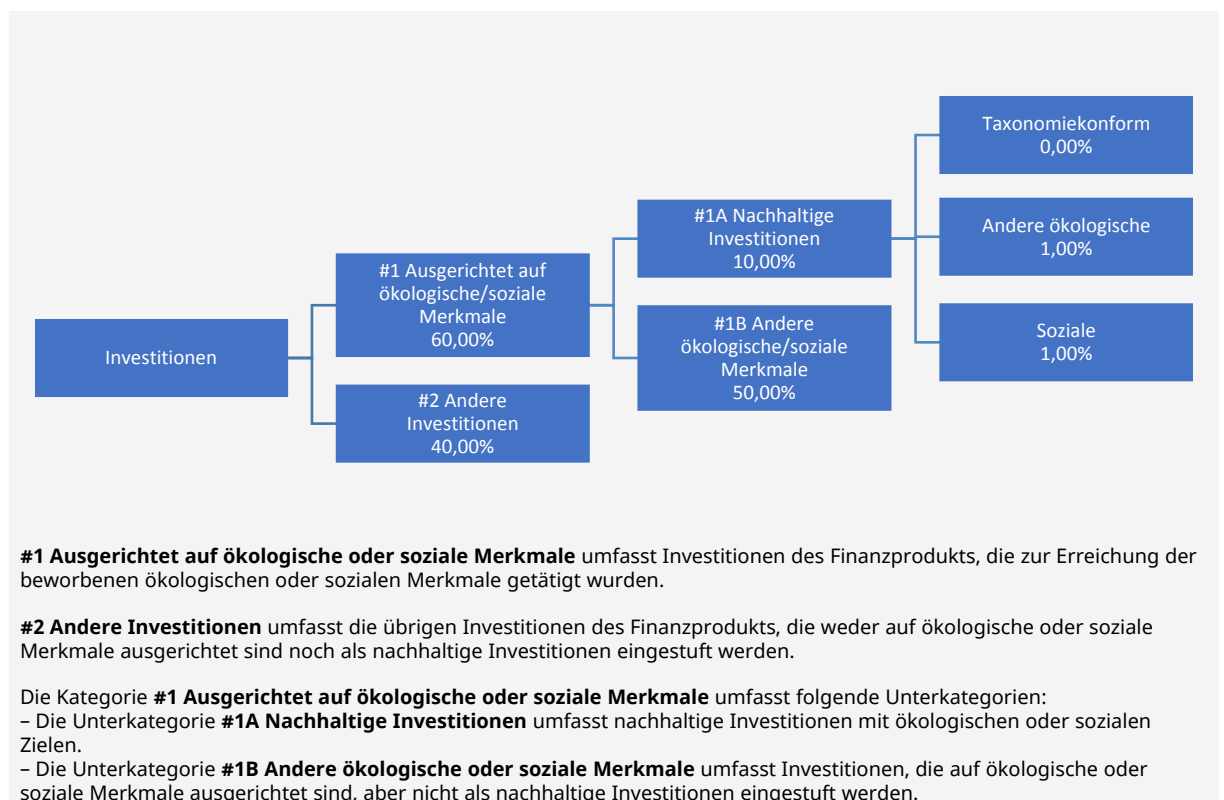 Investitionen
#1 Ausgerichtet auf
ökologische/soziale
Merkmale
60,00%
#2 Andere
Investitionen
40,00%
#1A Nachhaltige
Investitionen
10,00%
#1B Andere
ökologische/soziale
Merkmale
50,00%
Taxonomiekonform
0,00%
Andere ökologische
1,00%
Soziale
1,00%
#1 Ausgerichtet auf ökologische oder soziale Merkmale umfasst Investitionen des Finanzprodukts, die zur Erreichung der
beworbenen ökologischen oder sozialen Merkmale getätigt wurden.
#2 Andere Investitionen umfasst die übrigen Investitionen des Finanzprodukts, die weder auf ökologische oder soziale
Merkmale ausgerichtet sind noch als nachhaltige Investitionen eingestuft werden.
Die Kategorie #1 Ausgerichtet auf ökologische oder soziale Merkmale umfasst folgende Unterkategorien:
– Die Unterkategorie #1A Nachhaltige Investitionen umfasst nachhaltige Investitionen mit ökologischen oder sozialen
Zielen.
– Die Unterkategorie #1B Andere ökologische oder soziale Merkmale umfasst Investitionen, die auf ökologische oder
soziale Merkmale ausgerichtet sind, aber nicht als nachhaltige Investitionen eingestuft werden.